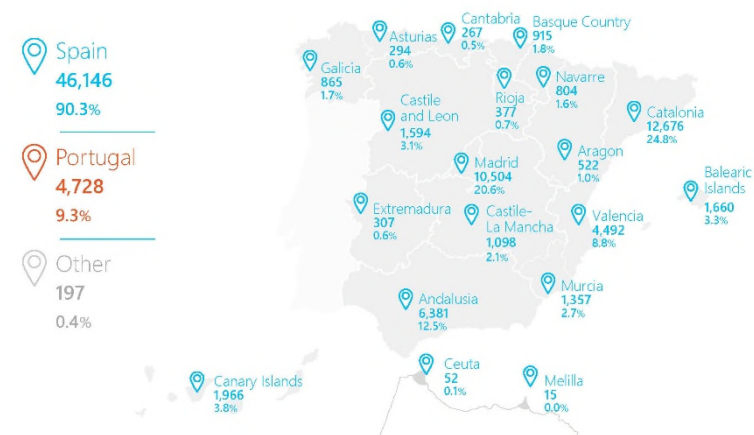 Spain
46,146
90.3%
Portugal
4,728
9.3%
Other
197
0.4%
Galicia
865
1.7%
Asturias
294
0.6%
Cantabria
267
0.5%
Basque Country
915
1.8%
Navarre
804
1.6%
Rioja
377
0.7%
Castile
and Leon
1,594
3.1%
Catalonia
12,676
24.8%
Aragon
522
1.0%
Madrid
10,504
20.6%
Balearic
Islands
1,660
3.3%
Extremadura
307
0.6%
Castile-
La Mancha
1,098
2.1%
Valencia
4,492
8.8%
Murcia
1,357
2.7%
Andalusia
6,381
12.5%
Canary Islands
1,966
3.8%
Ceuta
52
0.1%
Melilla
15
0.0%